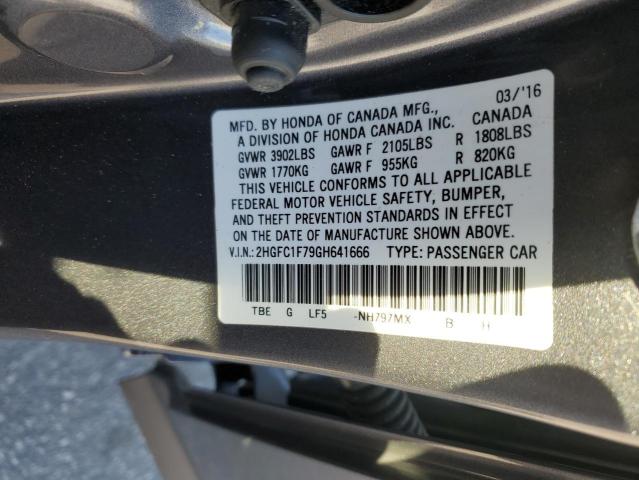 03/'16
MFD. BY HONDA OF CANADA MFG., CANADA
A DIVISION OF HONDA CANADA INC.
GVWR 3902LBS GAWR F 2105LBS R 1808LBS
GVWR 1770KG GAWR F 955KG R 820KG
THIS VEHICLE CONFORMS TO ALL APPLICABLE
FEDERAL MOTOR VEHICLE SAFETY, BUMPER,
AND THEFT PREVENTION STANDARDS IN EFFECT
ON THE DATE OF MANUFACTURE SHOWN ABOVE.
V.I.N.: 2HGFC1F79GH641666 TYPE: PASSENGER CAR
TBE G LF5 -NH797MX B H